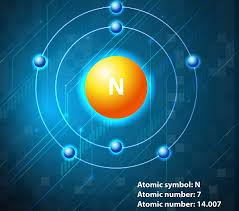 N
Atomic symbol: N
Atomic number: 7
Atomic number: 14.007